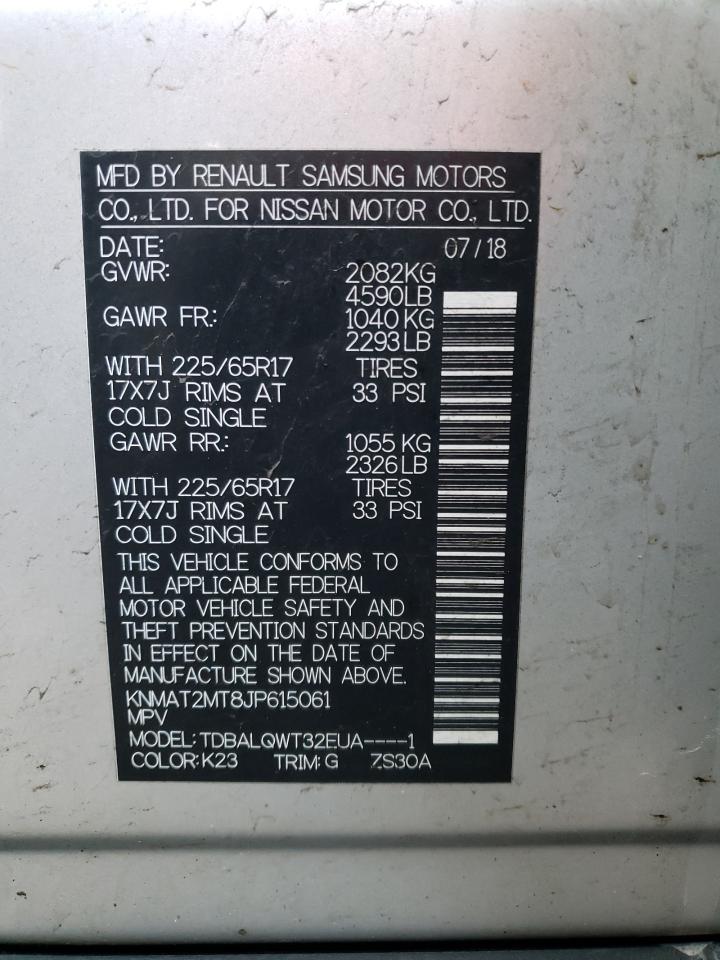 MFD BY RENAULT SAMSUNG MOTORS
CO., LTD. FOR NISSAN MOTOR CO., LTD.
DATE: 07/18
GVWR: 2082KG
4590LB
GAWR FR.: 1040 KG
2293LB
WITH 225/65R17 TIRES
17X7J RIMS AT 33 PSI
COLD SINGLE
GAWR RR.: 1055 KG
2326LB
WITH 225/65R17 TIRES
17X7J RIMS AT 33 PSI
COLD SINGLE
THIS VEHICLE CONFORMS TO
ALL APPLICABLE FEDERAL
MOTOR VEHICLE SAFETY AND
THEFT PREVENTION STANDARDS
IN EFFECT ON THE DATE OF
MANUFACTURE SHOWN ABOVE.
KNMAT2MT8JP615061
MPV
MODEL: TDBALQWT32EUA----1
COLOR: K23 TRIM: G ZS30A